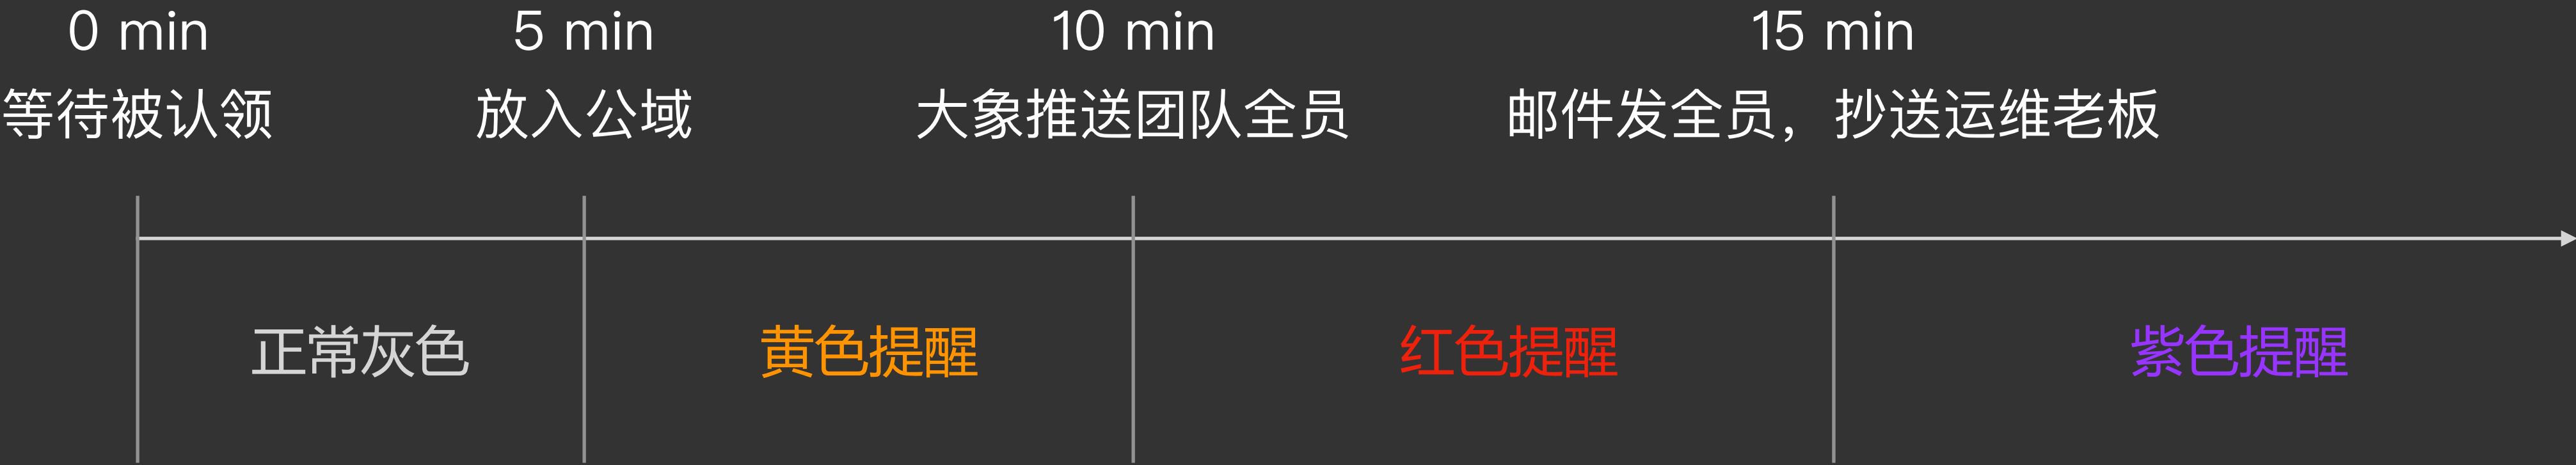 0 min 5 min 10 min 15 min
等待被认领 放入公域 大象推送团队全员 邮件发全员，抄送运维老板
正常灰色 黄色提醒 红色提醒 紫色提醒